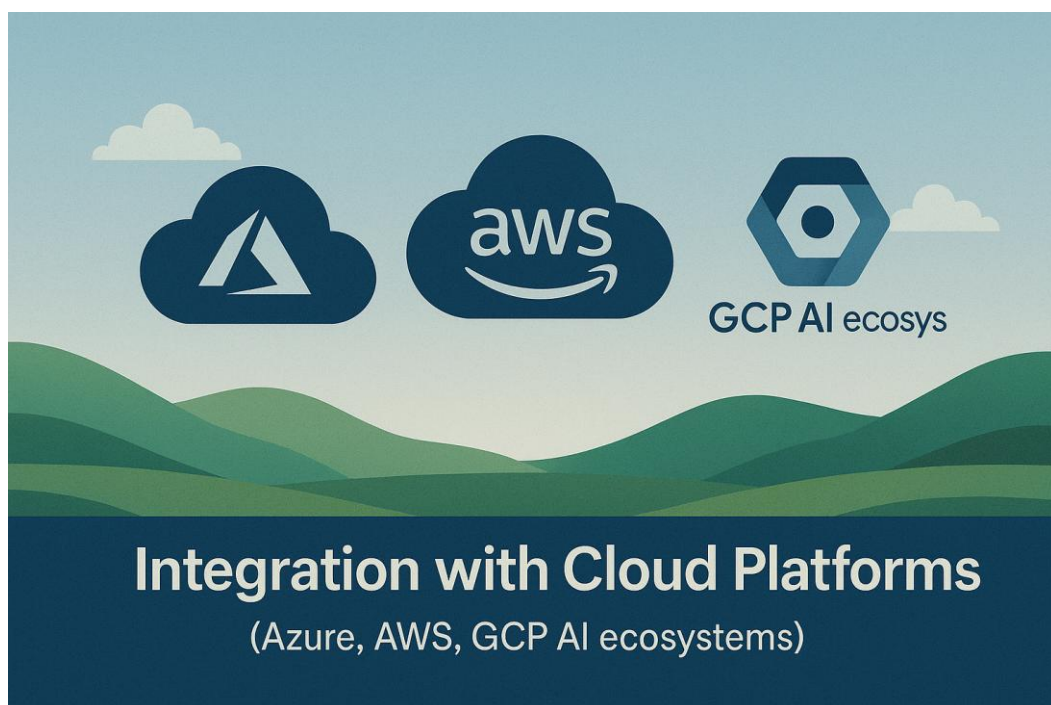 aws
GCP AI ecosys
Integration with Cloud Platforms
(Azure, AWS, GCP AI ecosystems)